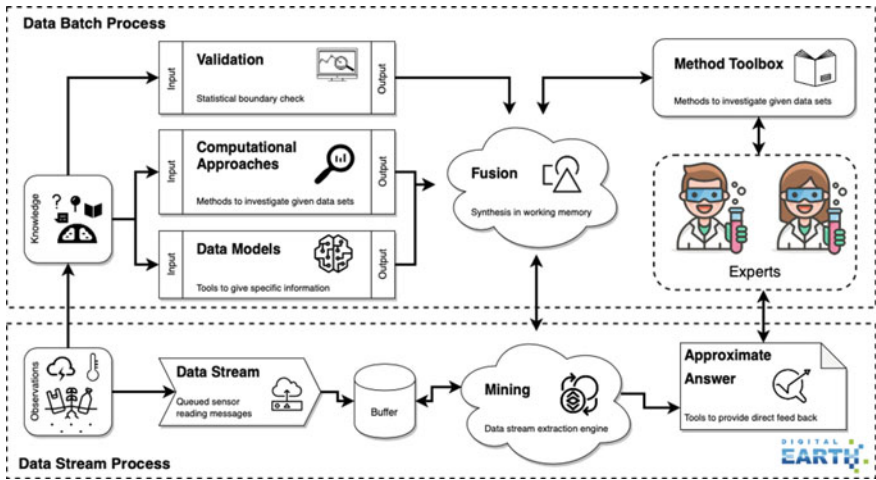 Data Batch Process
Input
Validation
Statistical boundary check
Output
Method Toolbox
Methods to investigate given data sets
Input
Computational
Approaches
Methods to investigate given data sets
Output
Fusion
Synthesis in working memory
Knowledge
?
Input
Data Models
Tools to give specific information
Output
Experts
Observations
Data Stream
Queued sensor
reading messages
Buffer
Mining
Data stream extraction engine
Approximate
Answer
Tools to provide direct feed back
DIGITAL
EARTH
Data Stream Process